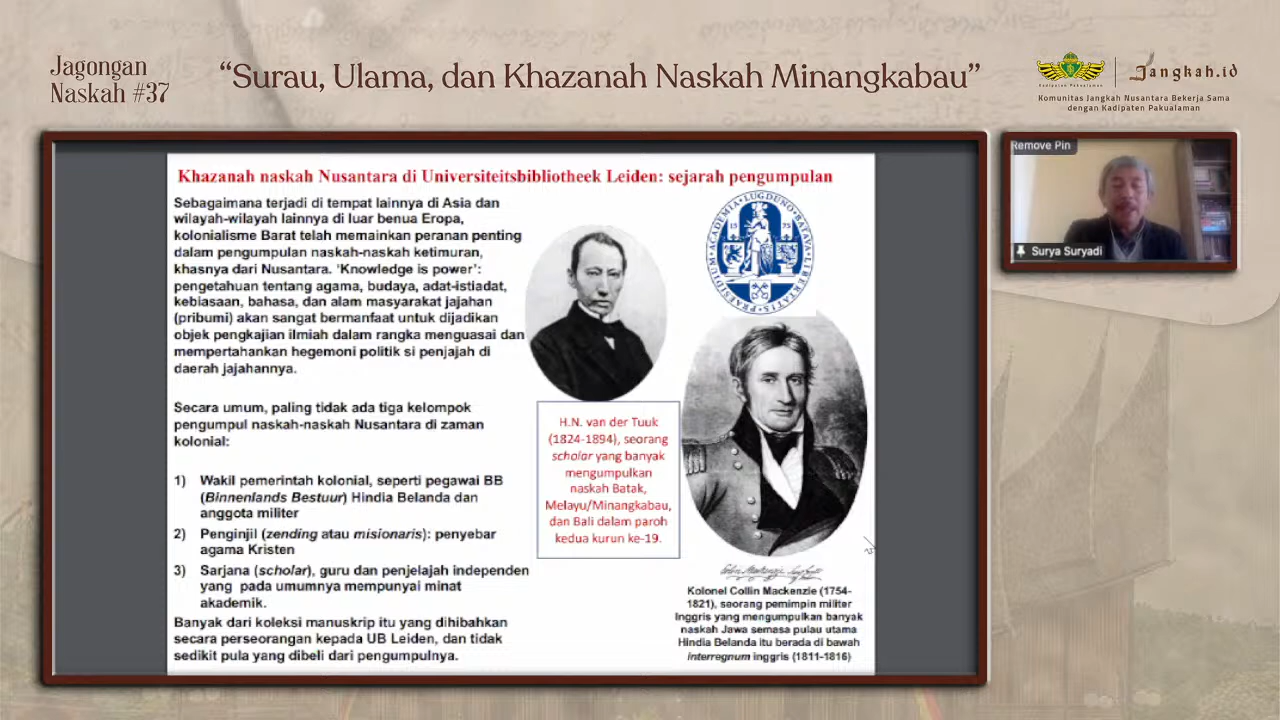 Jagongan
Naskah #37
“Surau, Ulama, dan Khazanah Naskah Minangkabau”
Kadipaten Pakualaman
Jangkah.id
Komunitas Jangkah Nusantara Bekerja Sama
dengan Kadipaten Pakualaman
Khazanah naskah Nusantara di Universiteitsbibliotheek Leiden: sejarah pengumpulan
Sebagaimana terjadi di tempat lainnya di Asia dan
wilayah-wilayah lainnya di luar benua Eropa,
kolonialisme Barat telah memainkan peranan penting
dalam pengumpulan naskah-naskah ketimuran,
khasnya dari Nusantara. ‘Knowledge is power’:
pengetahuan tentang agama, budaya, adat-istiadat,
kebiasaan, bahasa, dan alam masyarakat jajahan
(pribumi) akan sangat bermanfaat untuk dijadikan
objek pengkajian ilmiah dalam rangka menguasai dan
mempertahankan hegemoni politik si penjajah di
daerah jajahannya.
Secara umum, paling tidak ada tiga kelompok
pengumpul naskah-naskah Nusantara di zaman
kolonial:
1) Wakil pemerintah kolonial, seperti pegawai BB
(Binnenlands Bestuur) Hindia Belanda dan
anggota militer
2) Penginjil (zending atau misionaris): penyebar
agama Kristen
3) Sarjana (scholar), guru dan penjelajah independen
yang pada umumnya mempunyai minat
akademik.
Banyak dari koleksi manuskrip itu yang dihibahkan
secara perseorangan kepada UB Leiden, dan tidak
sedikit pula yang dibeli dari pengumpulnya.
H.N. van der Tuuk
(1824-1894), seorang
scholar yang banyak
mengumpulkan
naskah Batak,
Melayu/Minangkabau,
dan Bali dalam paroh
kedua kurun ke-19.
ACADEMIA LUGDUNO BATAVA LIBERTATIS PRAESIDIUM
15 75
Kolonel Collin Mackenzie (1754-
1821), seorang pemimpin militer
Inggris yang mengumpulkan banyak
naskah Jawa semasa pulau utama
Hindia Belanda itu berada di bawah
interregnum inggris (1811-1816)
Remove Pin
Surya Suryadi